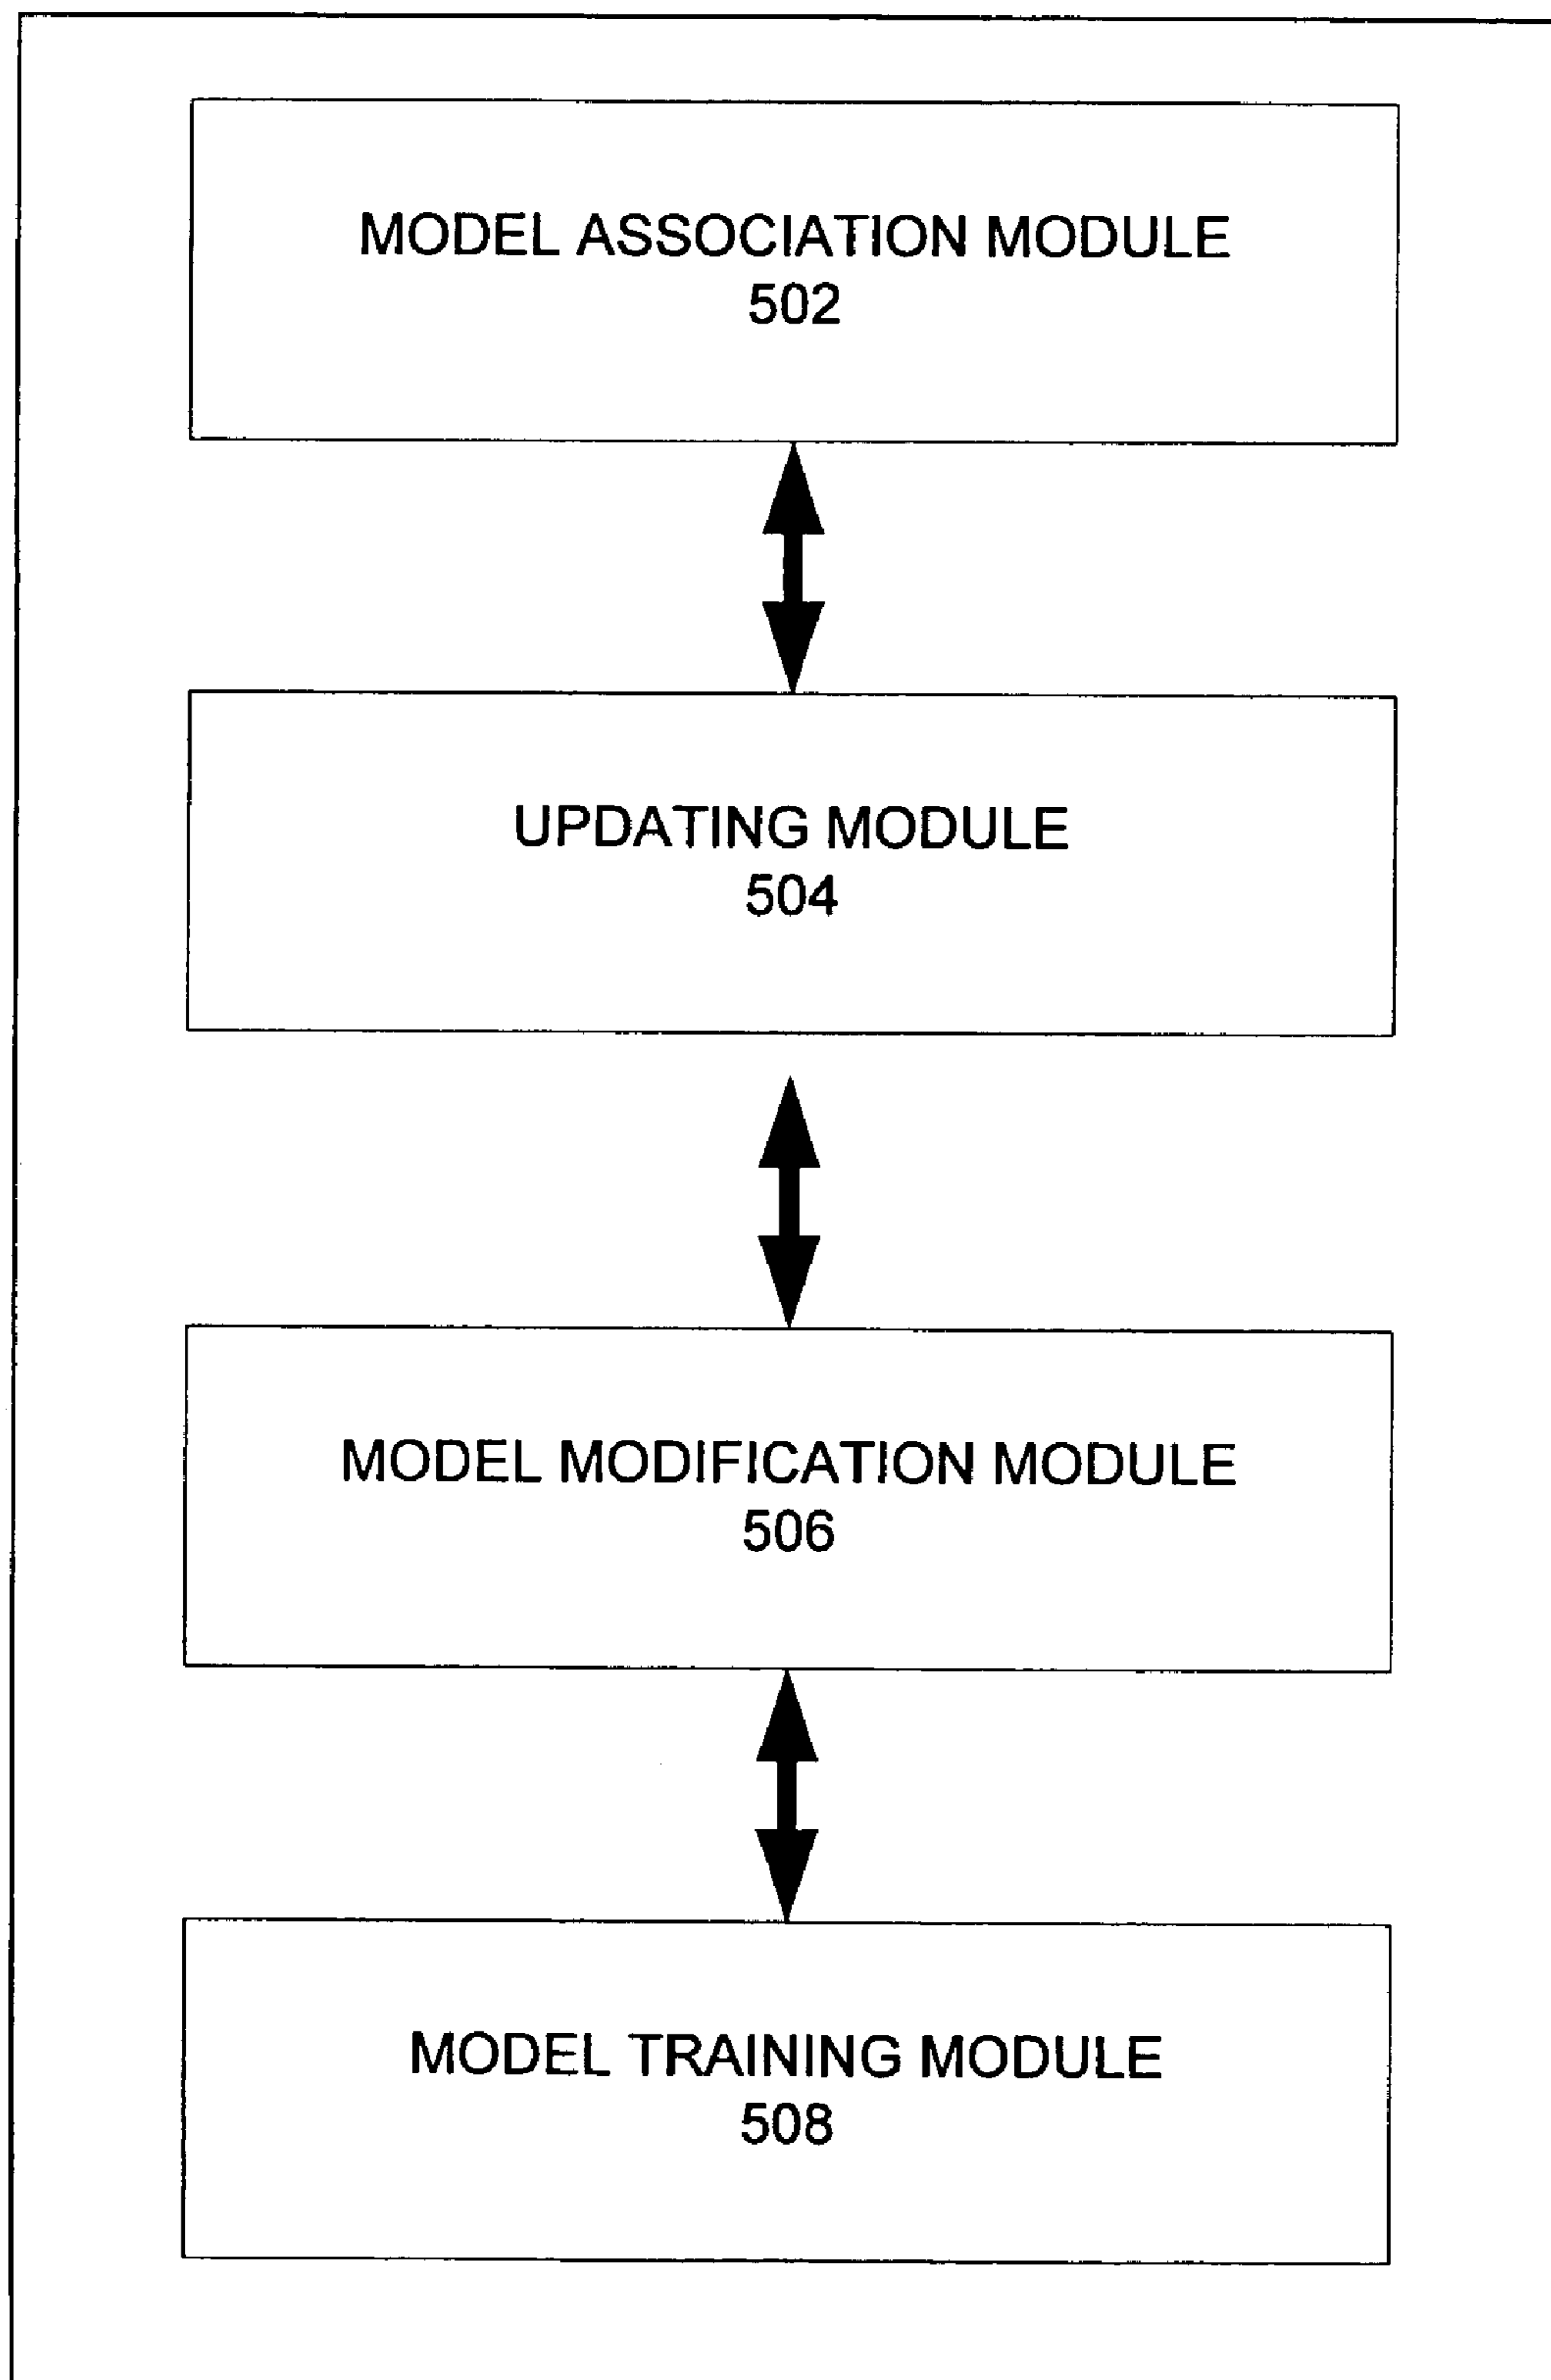 MODEL ASSOCIATION MODULE
502
UPDATING MODULE
504
MODEL MODIFICATION MODULE
506
MODEL TRAINING MODULE
508